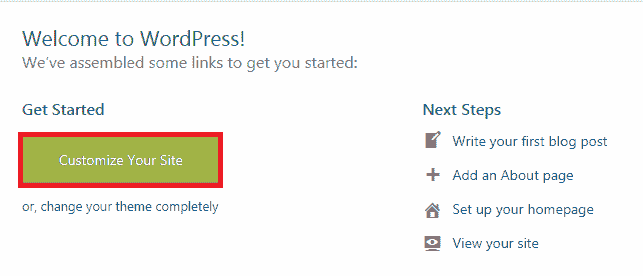 Welcome to WordPress!
We've assembled some links to get you started:
Get Started
Customize Your Site
or, change your theme completely
Next Steps
Write your first blog post
Add an About page
Set up your homepage
View your site